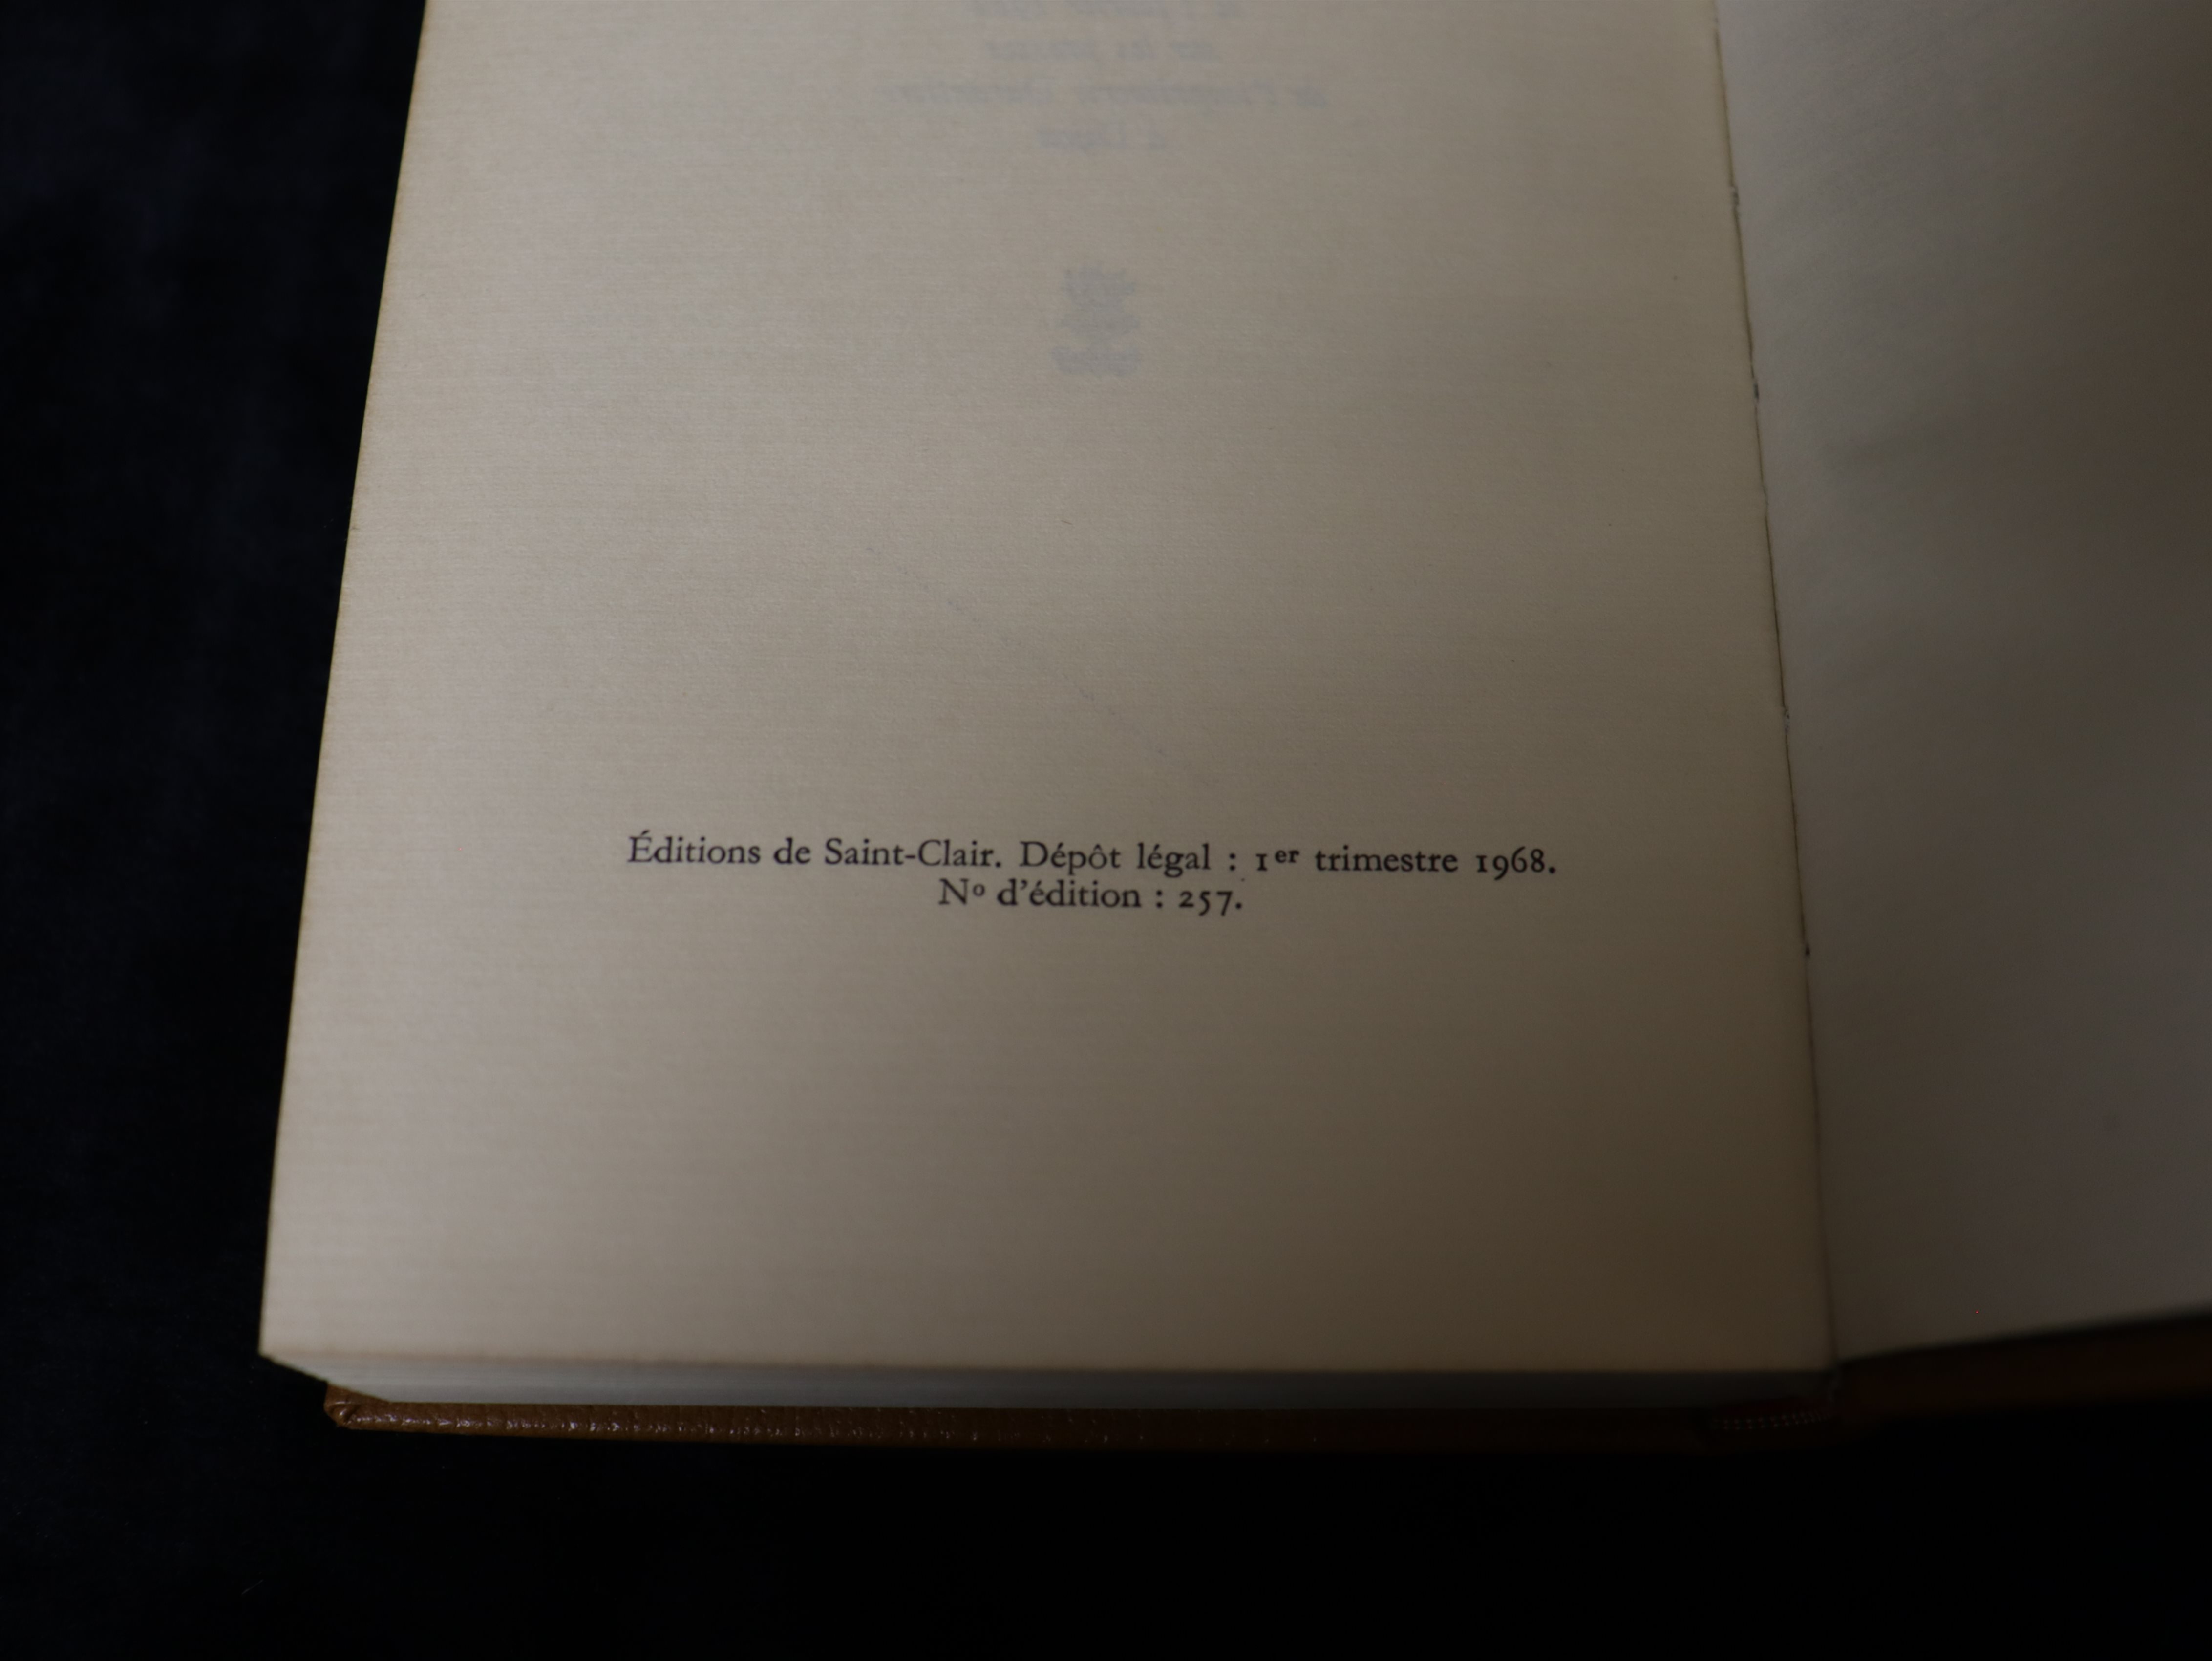 Éditions de Saint-Clair. Dépôt légal : 1er trimestre 1968.
Nº d'édition : 257.